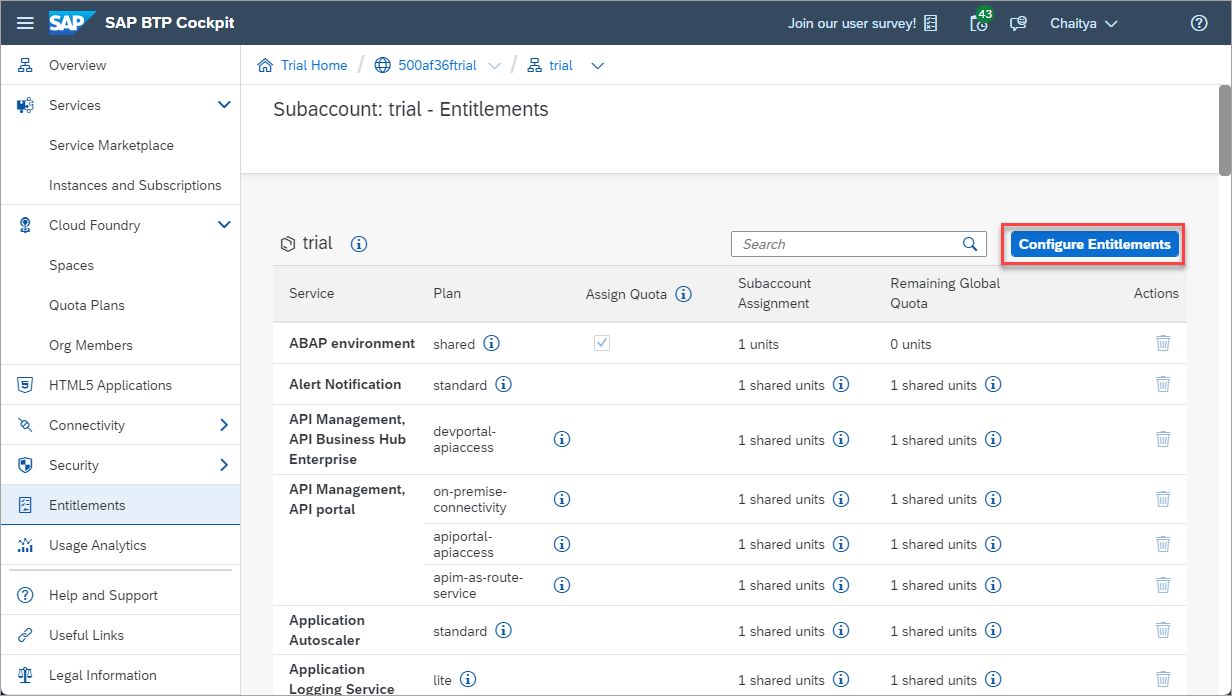 SAP SAP BTP Cockpit
Join our user survey!
43
Chaitya
Overview
Services
Service Marketplace
Instances and Subscriptions
Cloud Foundry
Spaces
Quota Plans
Org Members
HTML5 Applications
Connectivity
Security
Entitlements
Usage Analytics
Help and Support
Useful Links
Legal Information
Trial Home / 500af36ftrial / trial
Subaccount: trial - Entitlements
trial
Search
Configure Entitlements
Service Plan Assign Quota Subaccount Assignment Remaining Global Quota Actions
ABAP environment shared 1 units 0 units
Alert Notification standard 1 shared units 1 shared units
API Management, API Business Hub Enterprise devportal-apiaccess 1 shared units 1 shared units
API Management, API portal on-premise-connectivity 1 shared units 1 shared units
apiportal-apiaccess 1 shared units 1 shared units
apim-as-route-service 1 shared units 1 shared units
Application Autoscaler standard 1 shared units 1 shared units
Application Logging Service lite 1 shared units 1 shared units